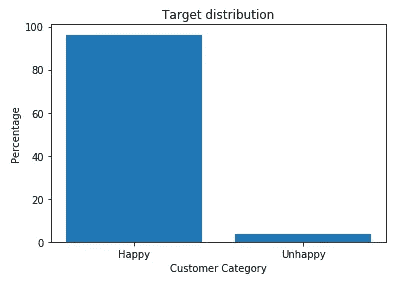 Target distribution
100
80
60
40
20
0
Percentage
Happy
Unhappy
Customer Category